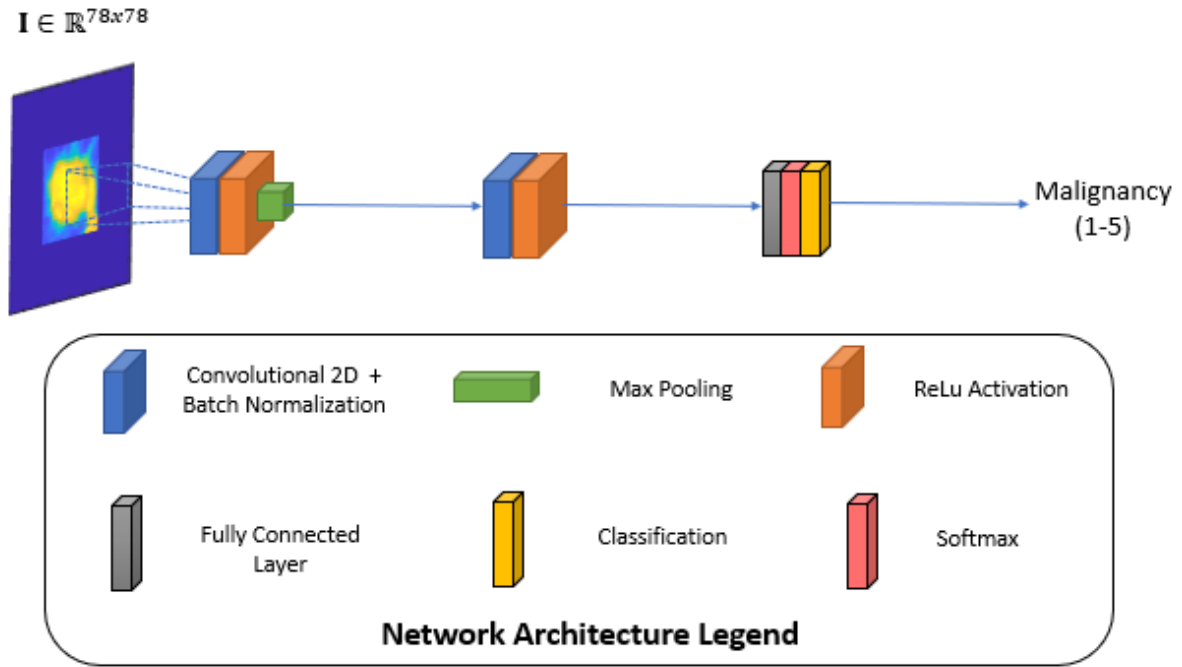 I ∈ ℝ^{78x78}
Malignancy
(1-5)
Convolutional 2D +
Batch Normalization
Max Pooling
ReLu Activation
Fully Connected
Layer
Classification
Softmax
Network Architecture Legend